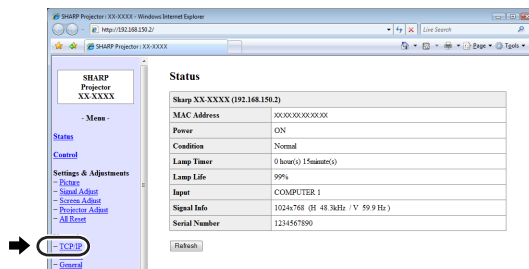 SHARP Projector : XX-XXXX - Windows Internet Explorer
http://192.168.150.2/
Live Search
SHARP Projector : XX-XXXX
Page
Tools
SHARP
Projector
XX-XXXX
- Menu -
Status
Control
Settings & Adjustments
- Picture
- Signal Adjust
- Screen Adjust
- Projector Adjust
- All Reset
- TCP/IP
- General
Status
Sharp XX-XXXX (192.168.150.2)
MAC Address XX:XX:XX:XX:XX:XX
Power ON
Condition Normal
Lamp Timer 0 hour(s) 15minute(s)
Lamp Life 99%
Input COMPUTER 1
Signal Info 1024x768 (H 48.3kHz / V 59.9 Hz )
Serial Number 1234567890
Refresh